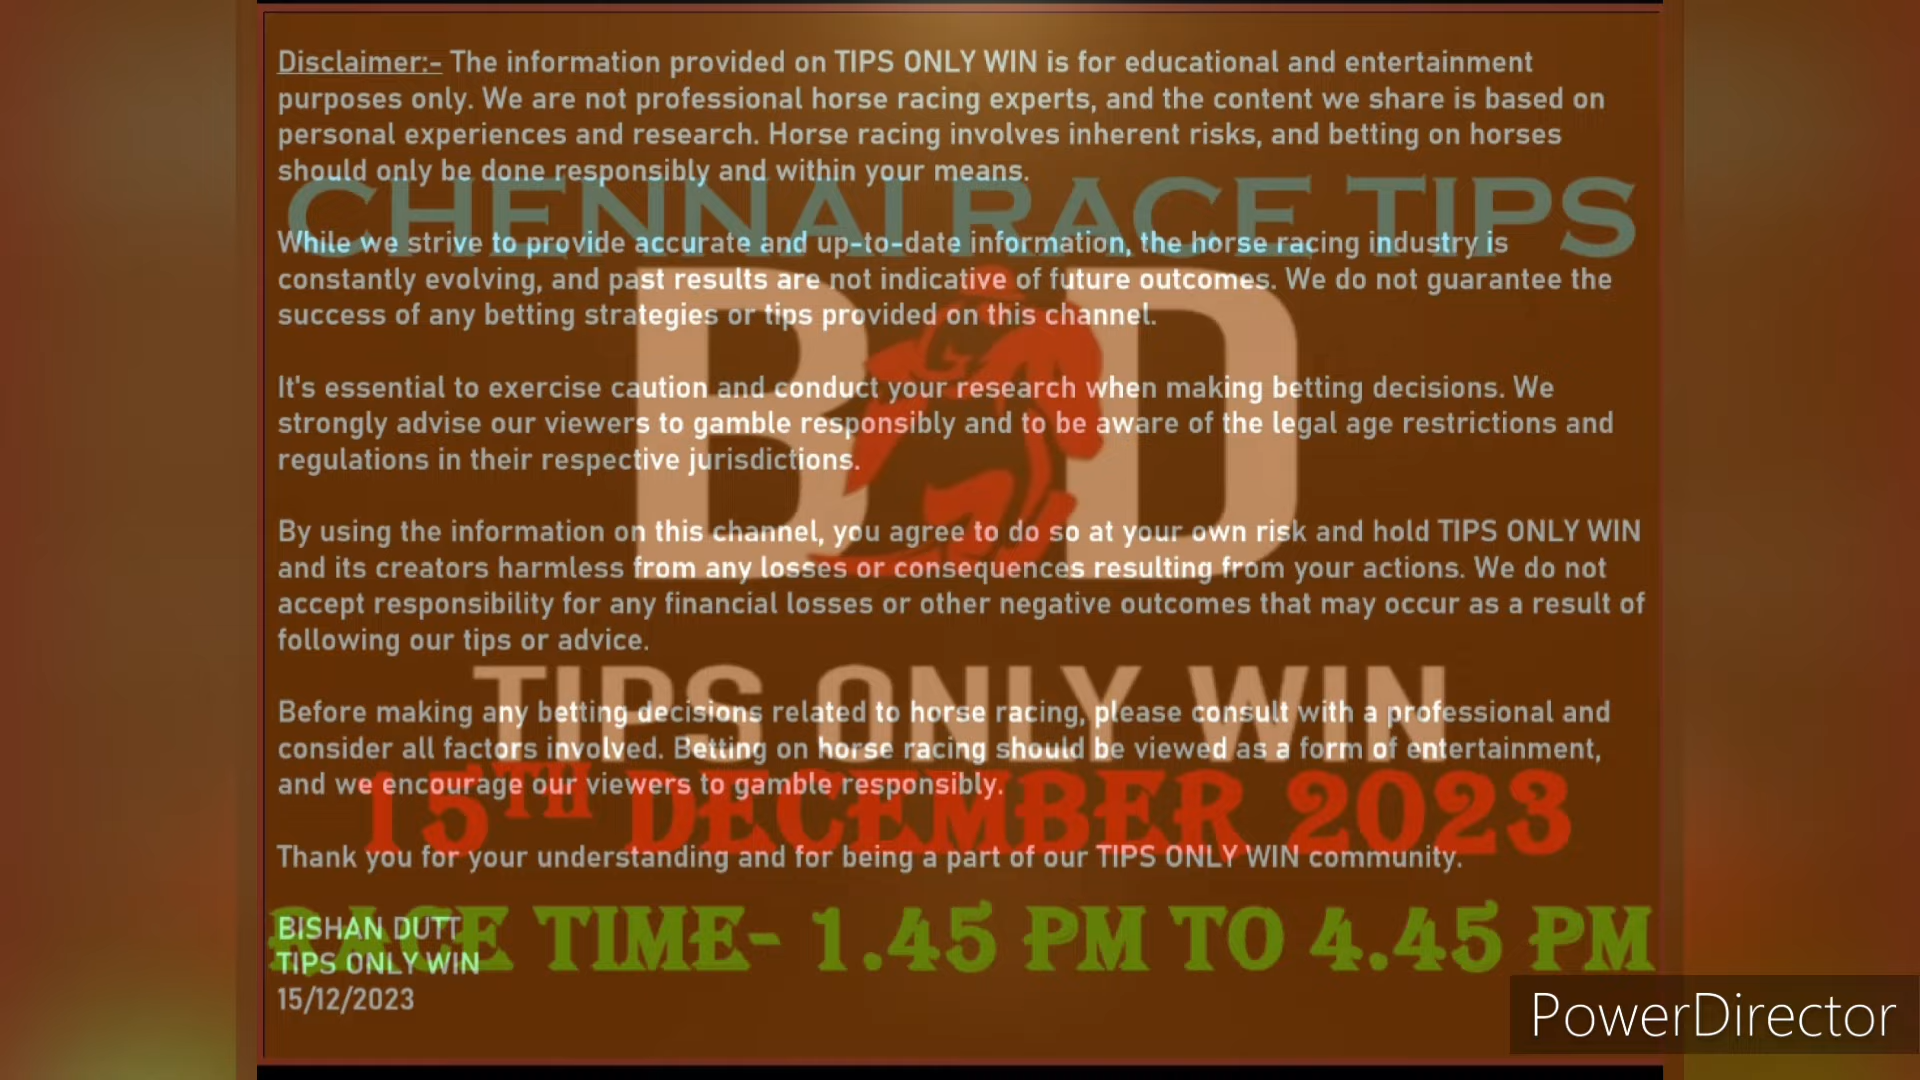 Disclaimer:- The information provided on TIPS ONLY WIN is for educational and entertainment
purposes only. We are not professional horse racing experts, and the content we share is based on
personal experiences and research. Horse racing involves inherent risks, and betting on horses
should only be done responsibly and within your means.
CHENNAI RACE TIPS
While we strive to provide accurate and up-to-date information, the horse racing industry is
constantly evolving, and past results are not indicative of future outcomes. We do not guarantee the
success of any betting strategies or tips provided on this channel.
B D
It's essential to exercise caution and conduct your research when making betting decisions. We
strongly advise our viewers to gamble responsibly and to be aware of the legal age restrictions and
regulations in their respective jurisdictions.
By using the information on this channel, you agree to do so at your own risk and hold TIPS ONLY WIN
and its creators harmless from any losses or consequences resulting from your actions. We do not
accept responsibility for any financial losses or other negative outcomes that may occur as a result of
following our tips or advice.
TIPS ONLY WIN
Before making any betting decisions related to horse racing, please consult with a professional and
consider all factors involved. Betting on horse racing should be viewed as a form of entertainment,
and we encourage our viewers to gamble responsibly.
15TH DECEMBER 2023
Thank you for your understanding and for being a part of our TIPS ONLY WIN community.
BISHAN DUTT
RACE TIME- 1.45 PM TO 4.45 PM
TIPS ONLY WIN
15/12/2023
PowerDirector